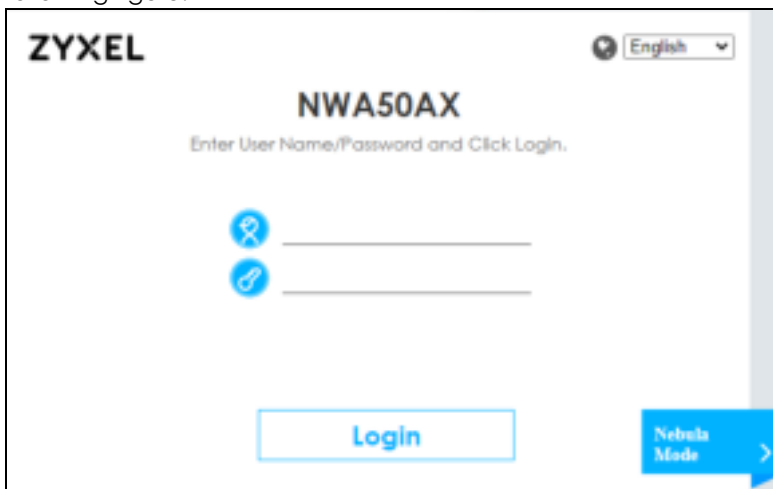 ZYXEL
English
NWA50AX
Enter User Name/Password and Click Login.
Login
Nebula
Mode